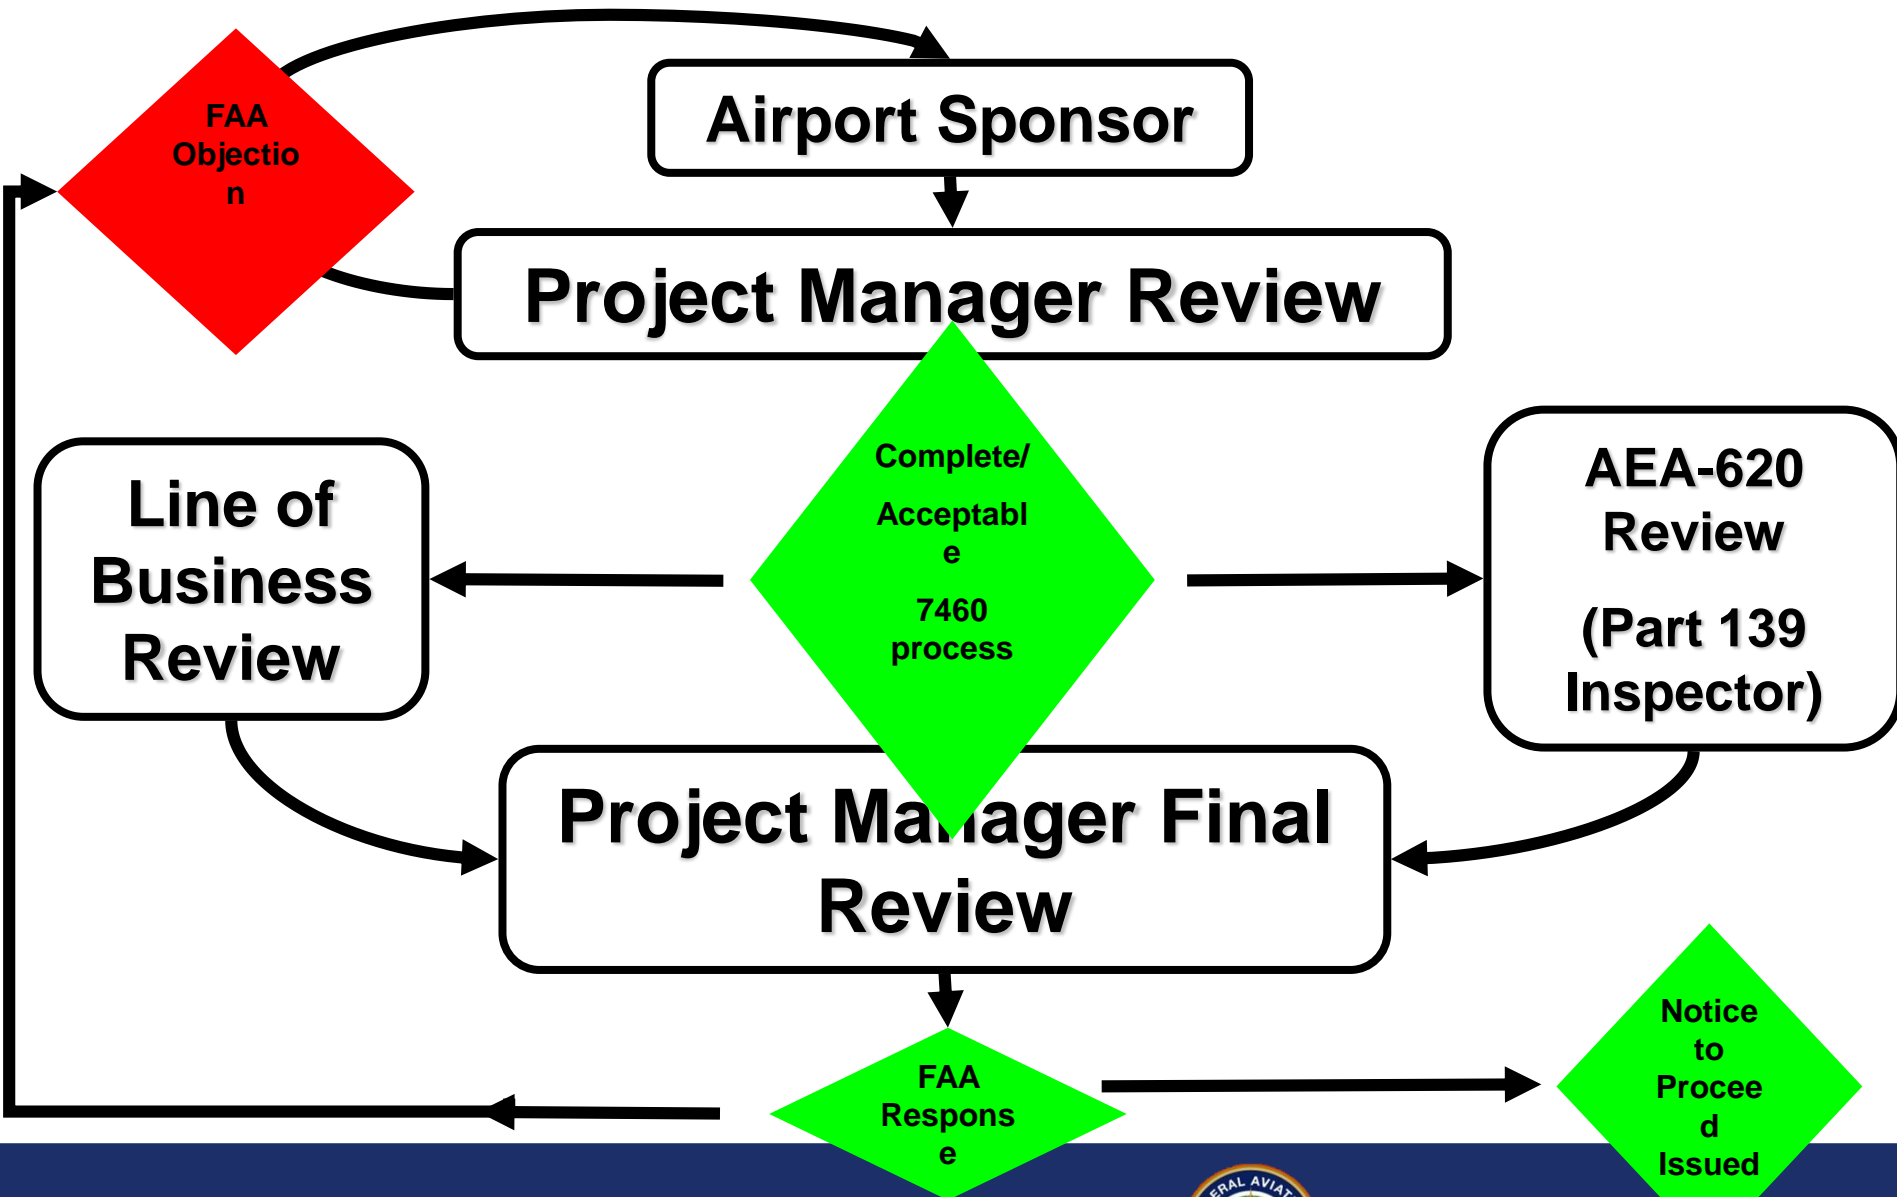 FAA
Objectio
n
Airport Sponsor
Project Manager Review
Complete/
Acceptabl
e
7460
process
Line of
Business
Review
AEA-620
Review
(Part 139
Inspector)
Project Manager Final
Review
FAA
Respons
e
Notice
to
Procee
d
Issued